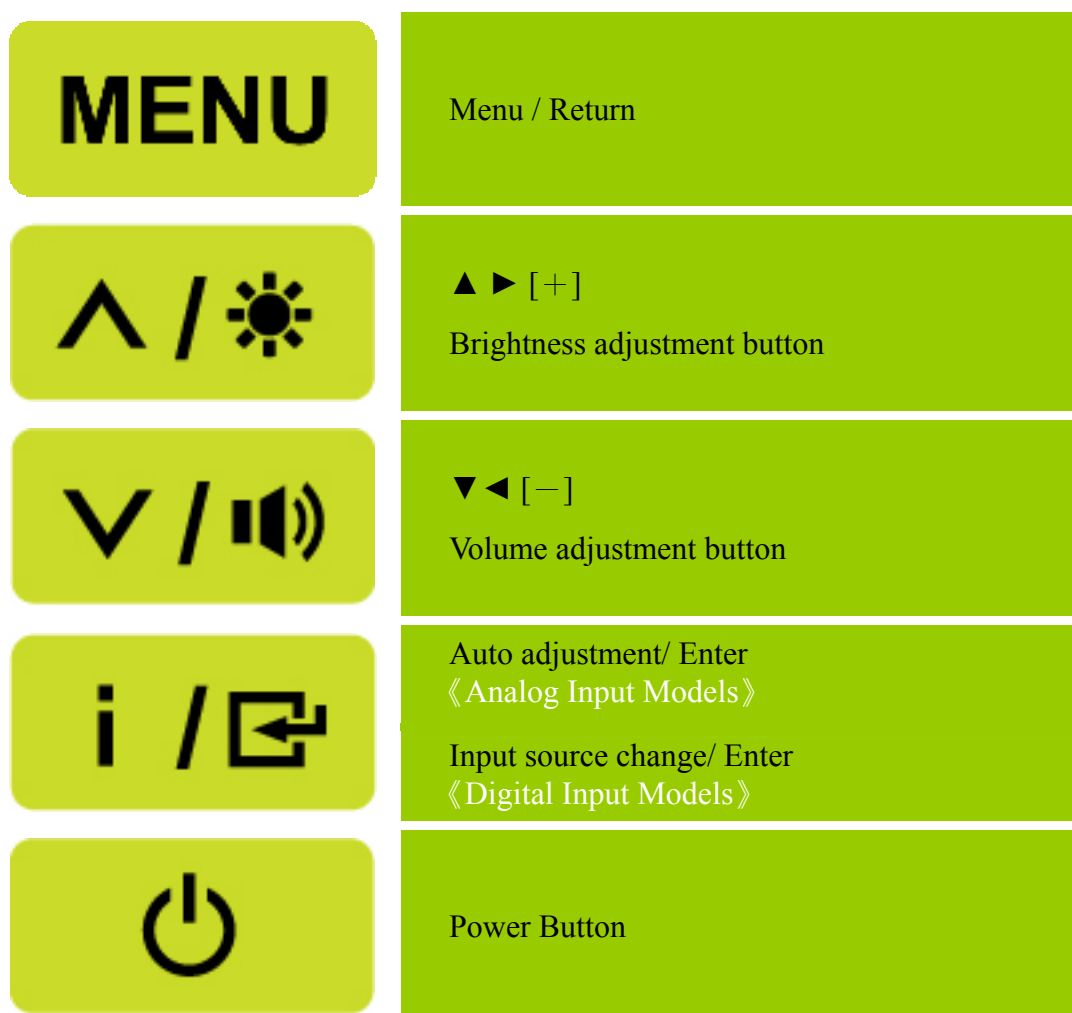 MENU
Menu / Return
∧ / ☀
▲ ► [+]
Brightness adjustment button
∨ / 🔊
▼◄ [−]
Volume adjustment button
i /
Auto adjustment/ Enter
《Analog Input Models》
Input source change/ Enter
《Digital Input Models》
Power Button